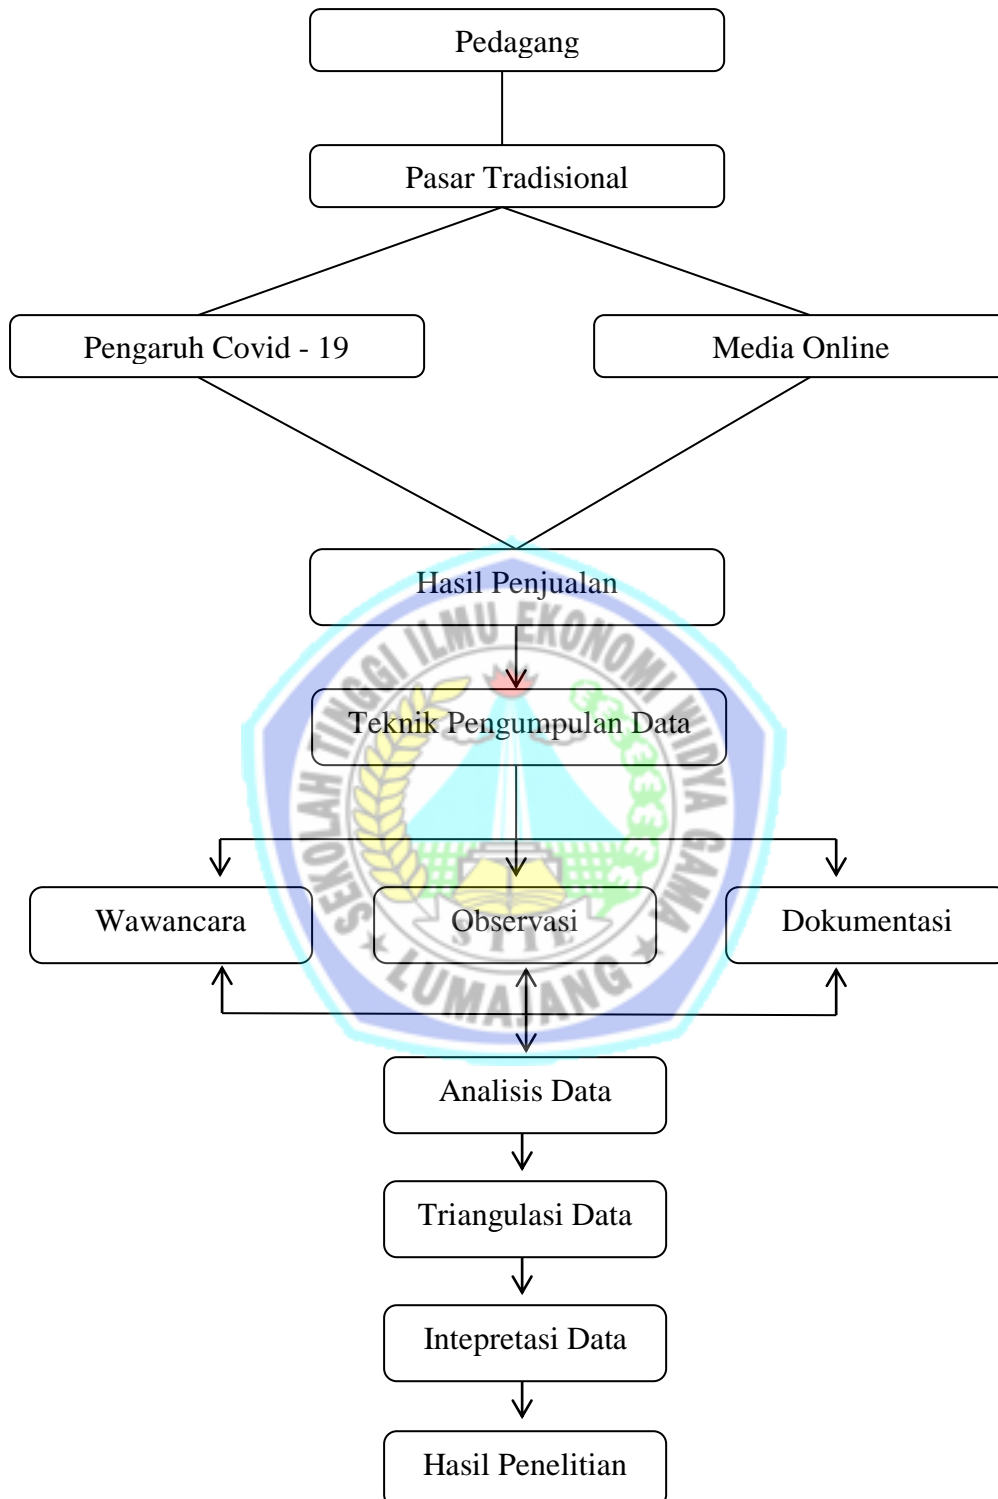 Pedagang
Pasar Tradisional
Pengaruh Covid - 19
Media Online
Hasil Penjualan
SEKOLAH TINGGI ILMU EKONOMI WIDYA GAMA
Teknik Pengumpulan Data
Wawancara
Observasi
Dokumentasi
STIE
LUMAJANG
Analisis Data
Triangulasi Data
Intepretasi Data
Hasil Penelitian